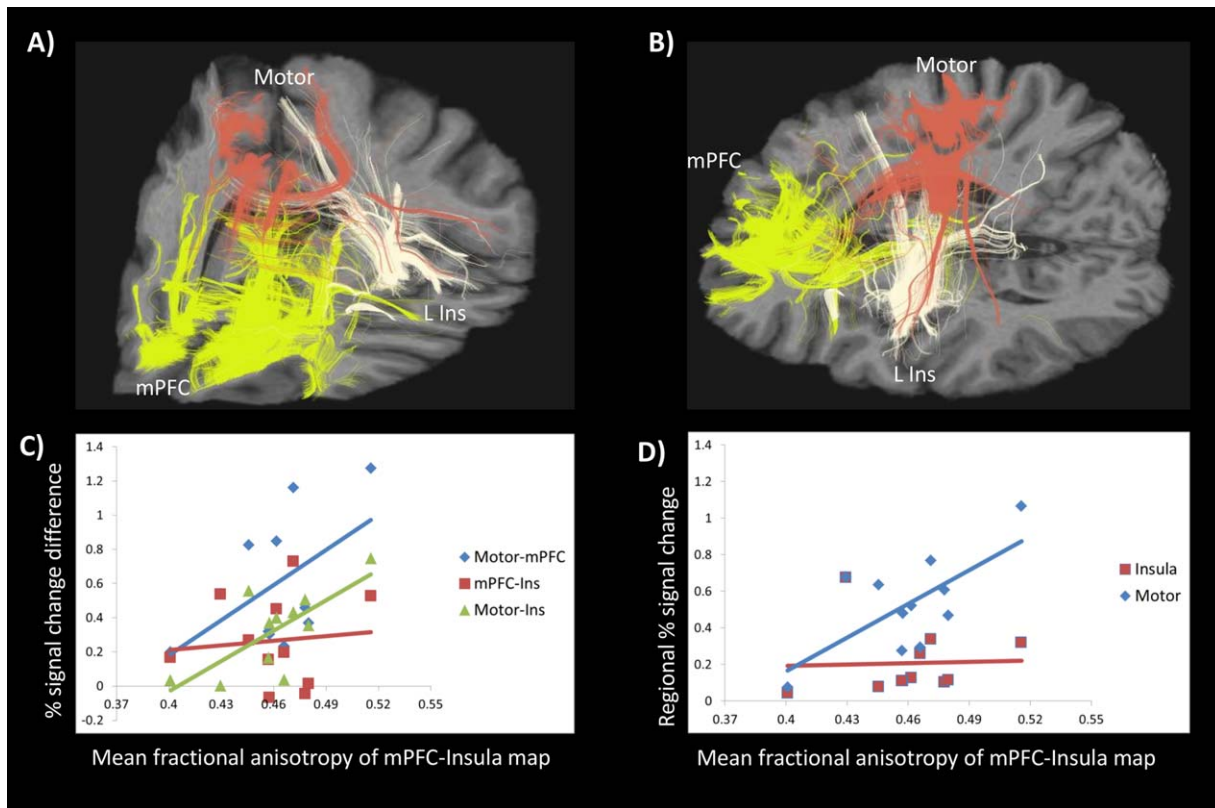 A)
Motor
L Ins
mPFC
B)
Motor
mPFC
L Ins
C)
% signal change difference
1.4
1.2
1
0.8
0.6
0.4
0.2
0
-0.2
0.37
0.4
0.43
0.46
0.49
0.52
0.55
Motor-mPFC
mPFC-Ins
Motor-Ins
Mean fractional anisotropy of mPFC-Insula map
D)
Regional % signal change
1.4
1.2
1
0.8
0.6
0.4
0.2
0
0.37
0.4
0.43
0.46
0.49
0.52
0.55
Insula
Motor
Mean fractional anisotropy of mPFC-Insula map